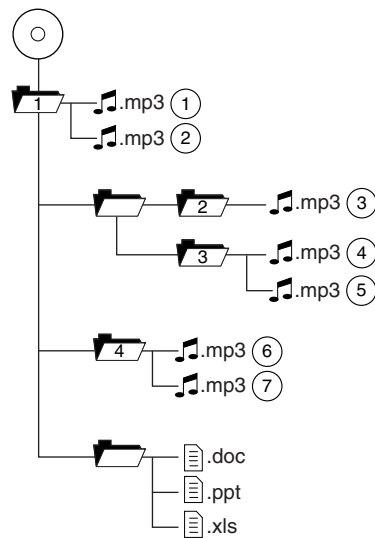 1 .mp3 1
.mp3 2
2 .mp3 3
3 .mp3 4
.mp3 5
4 .mp3 6
.mp3 7
.doc
.ppt
.xls